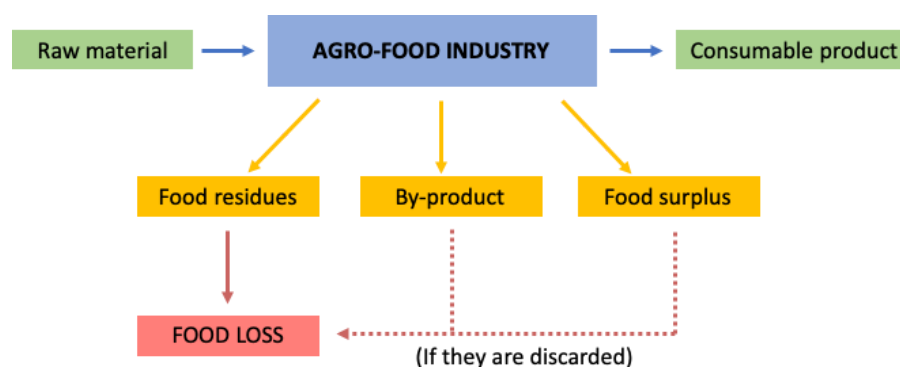 Raw material
AGRO-FOOD INDUSTRY
Consumable product
Food residues
By-product
Food surplus
FOOD LOSS
(If they are discarded)